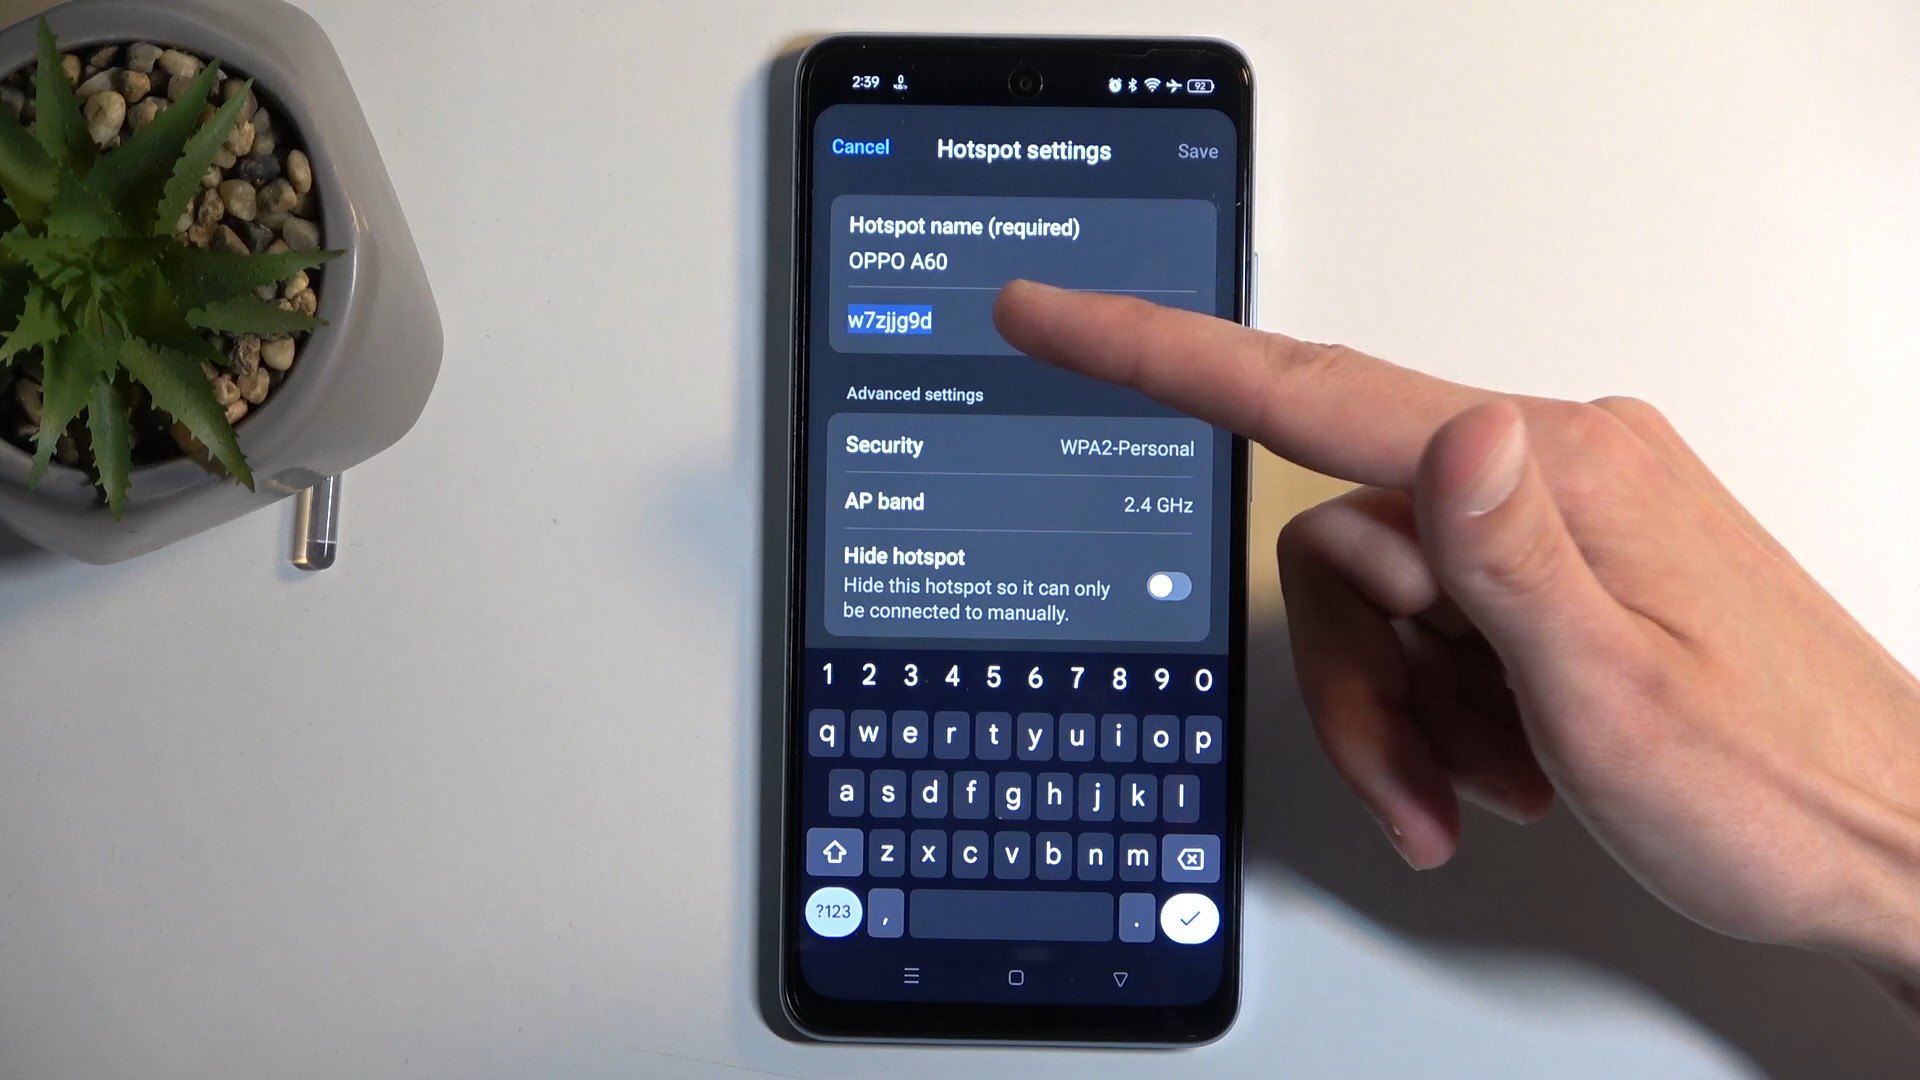 2:39
92
Cancel Hotspot settings Save
Hotspot name (required)
OPPO A60
w7zjjg9d
Advanced settings
Security WPA2-Personal
AP band 2.4 GHz
Hide hotspot
Hide this hotspot so it can only
be connected to manually.
1 2 3 4 5 6 7 8 9 0
q w e r t y u i o p
a s d f g h j k l
z x c v b n m
?123 , .